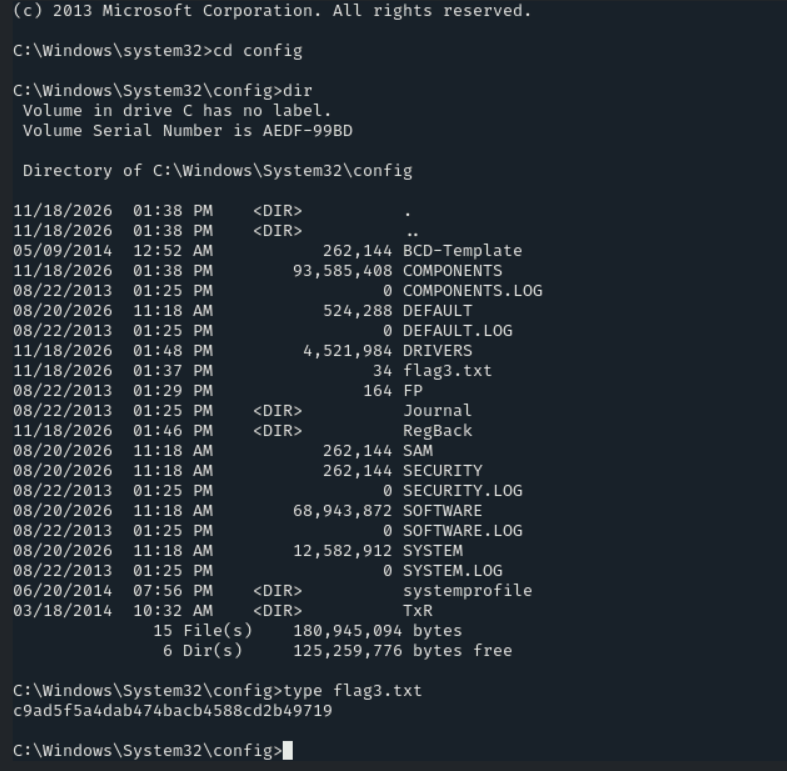 (c) 2013 Microsoft Corporation. All rights reserved.
C:\Windows\system32>cd config
C:\Windows\System32\config>dir
 Volume in drive C has no label.
 Volume Serial Number is AEDF-99BD
 Directory of C:\Windows\System32\config
11/18/2026  01:38 PM    <DIR>          .
11/18/2026  01:38 PM    <DIR>          ..
05/09/2014  12:52 AM           262,144 BCD-Template
11/18/2026  01:38 PM        93,585,408 COMPONENTS
08/22/2013  01:25 PM                 0 COMPONENTS.LOG
08/20/2026  11:18 AM           524,288 DEFAULT
08/22/2013  01:25 PM                 0 DEFAULT.LOG
11/18/2026  01:48 PM         4,521,984 DRIVERS
11/18/2026  01:37 PM                34 flag3.txt
08/22/2013  01:29 PM               164 FP
08/22/2013  01:25 PM    <DIR>          Journal
11/18/2026  01:46 PM    <DIR>          RegBack
08/20/2026  11:18 AM           262,144 SAM
08/20/2026  11:18 AM           262,144 SECURITY
08/22/2013  01:25 PM                 0 SECURITY.LOG
08/20/2026  11:18 AM        68,943,872 SOFTWARE
08/22/2013  01:25 PM                 0 SOFTWARE.LOG
08/20/2026  11:18 AM        12,582,912 SYSTEM
08/22/2013  01:25 PM                 0 SYSTEM.LOG
06/20/2014  07:56 PM    <DIR>          systemprofile
03/18/2014  10:32 AM    <DIR>          TxR
              15 File(s)    180,945,094 bytes
               6 Dir(s)     125,259,776 bytes free
C:\Windows\System32\config>type flag3.txt
c9ad5f5a4dab474bacb4588cd2b49719
C:\Windows\System32\config>